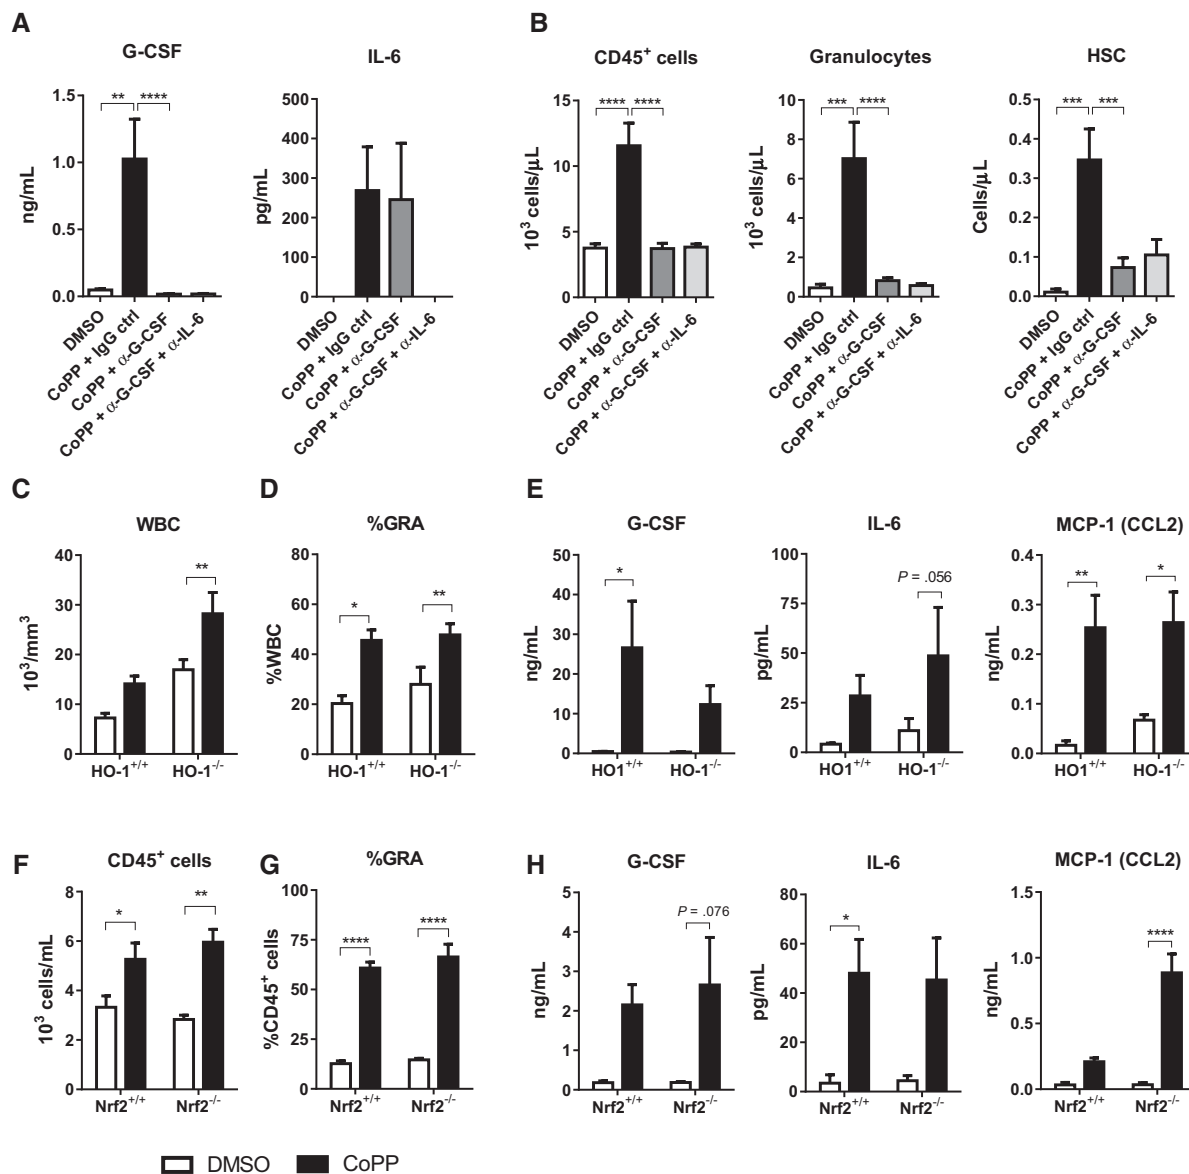 A
G-CSF
ng/mL
1.5
1.0
0.5
0.0
** ****
DMSO
CoPP + IgG ctrl
CoPP + α-G-CSF
CoPP + α-G-CSF + α-IL-6
IL-6
pg/mL
500
400
300
200
100
0
DMSO
CoPP + IgG ctrl
CoPP + α-G-CSF
CoPP + α-G-CSF + α-IL-6
B
CD45⁺ cells
10³ cells/μL
15
10
5
0
**** ****
DMSO
CoPP + IgG ctrl
CoPP + α-G-CSF
CoPP + α-G-CSF + α-IL-6
Granulocytes
10³ cells/μL
10
8
6
4
2
0
*** ****
DMSO
CoPP + IgG ctrl
CoPP + α-G-CSF
CoPP + α-G-CSF + α-IL-6
HSC
Cells/μL
0.5
0.4
0.3
0.2
0.1
0.0
*** ***
DMSO
CoPP + IgG ctrl
CoPP + α-G-CSF
CoPP + α-G-CSF + α-IL-6
C
WBC
10³/mm³
40
30
20
10
0
**
HO-1⁺/⁺ HO-1⁻/⁻
D
%GRA
%WBC
80
60
40
20
0
* **
HO-1⁺/⁺ HO-1⁻/⁻
E
G-CSF
ng/mL
50
40
30
20
10
0
*
HO1⁺/⁺ HO-1⁻/⁻
IL-6
pg/mL
100
75
50
25
0
P = .056
HO1⁺/⁺ HO-1⁻/⁻
MCP-1 (CCL2)
ng/mL
0.4
0.3
0.2
0.1
0.0
** *
HO1⁺/⁺ HO-1⁻/⁻
F
CD45⁺ cells
10³ cells/mL
8
6
4
2
0
* **
Nrf2⁺/⁺ Nrf2⁻/⁻
G
%GRA
%CD45⁺ cells
100
75
50
25
0
**** ****
Nrf2⁺/⁺ Nrf2⁻/⁻
H
G-CSF
ng/mL
5
4
3
2
1
0
P = .076
Nrf2⁺/⁺ Nrf2⁻/⁻
IL-6
pg/mL
80
60
40
20
0
*
Nrf2⁺/⁺ Nrf2⁻/⁻
MCP-1 (CCL2)
ng/mL
1.5
1.0
0.5
0.0
****
Nrf2⁺/⁺ Nrf2⁻/⁻
DMSO CoPP